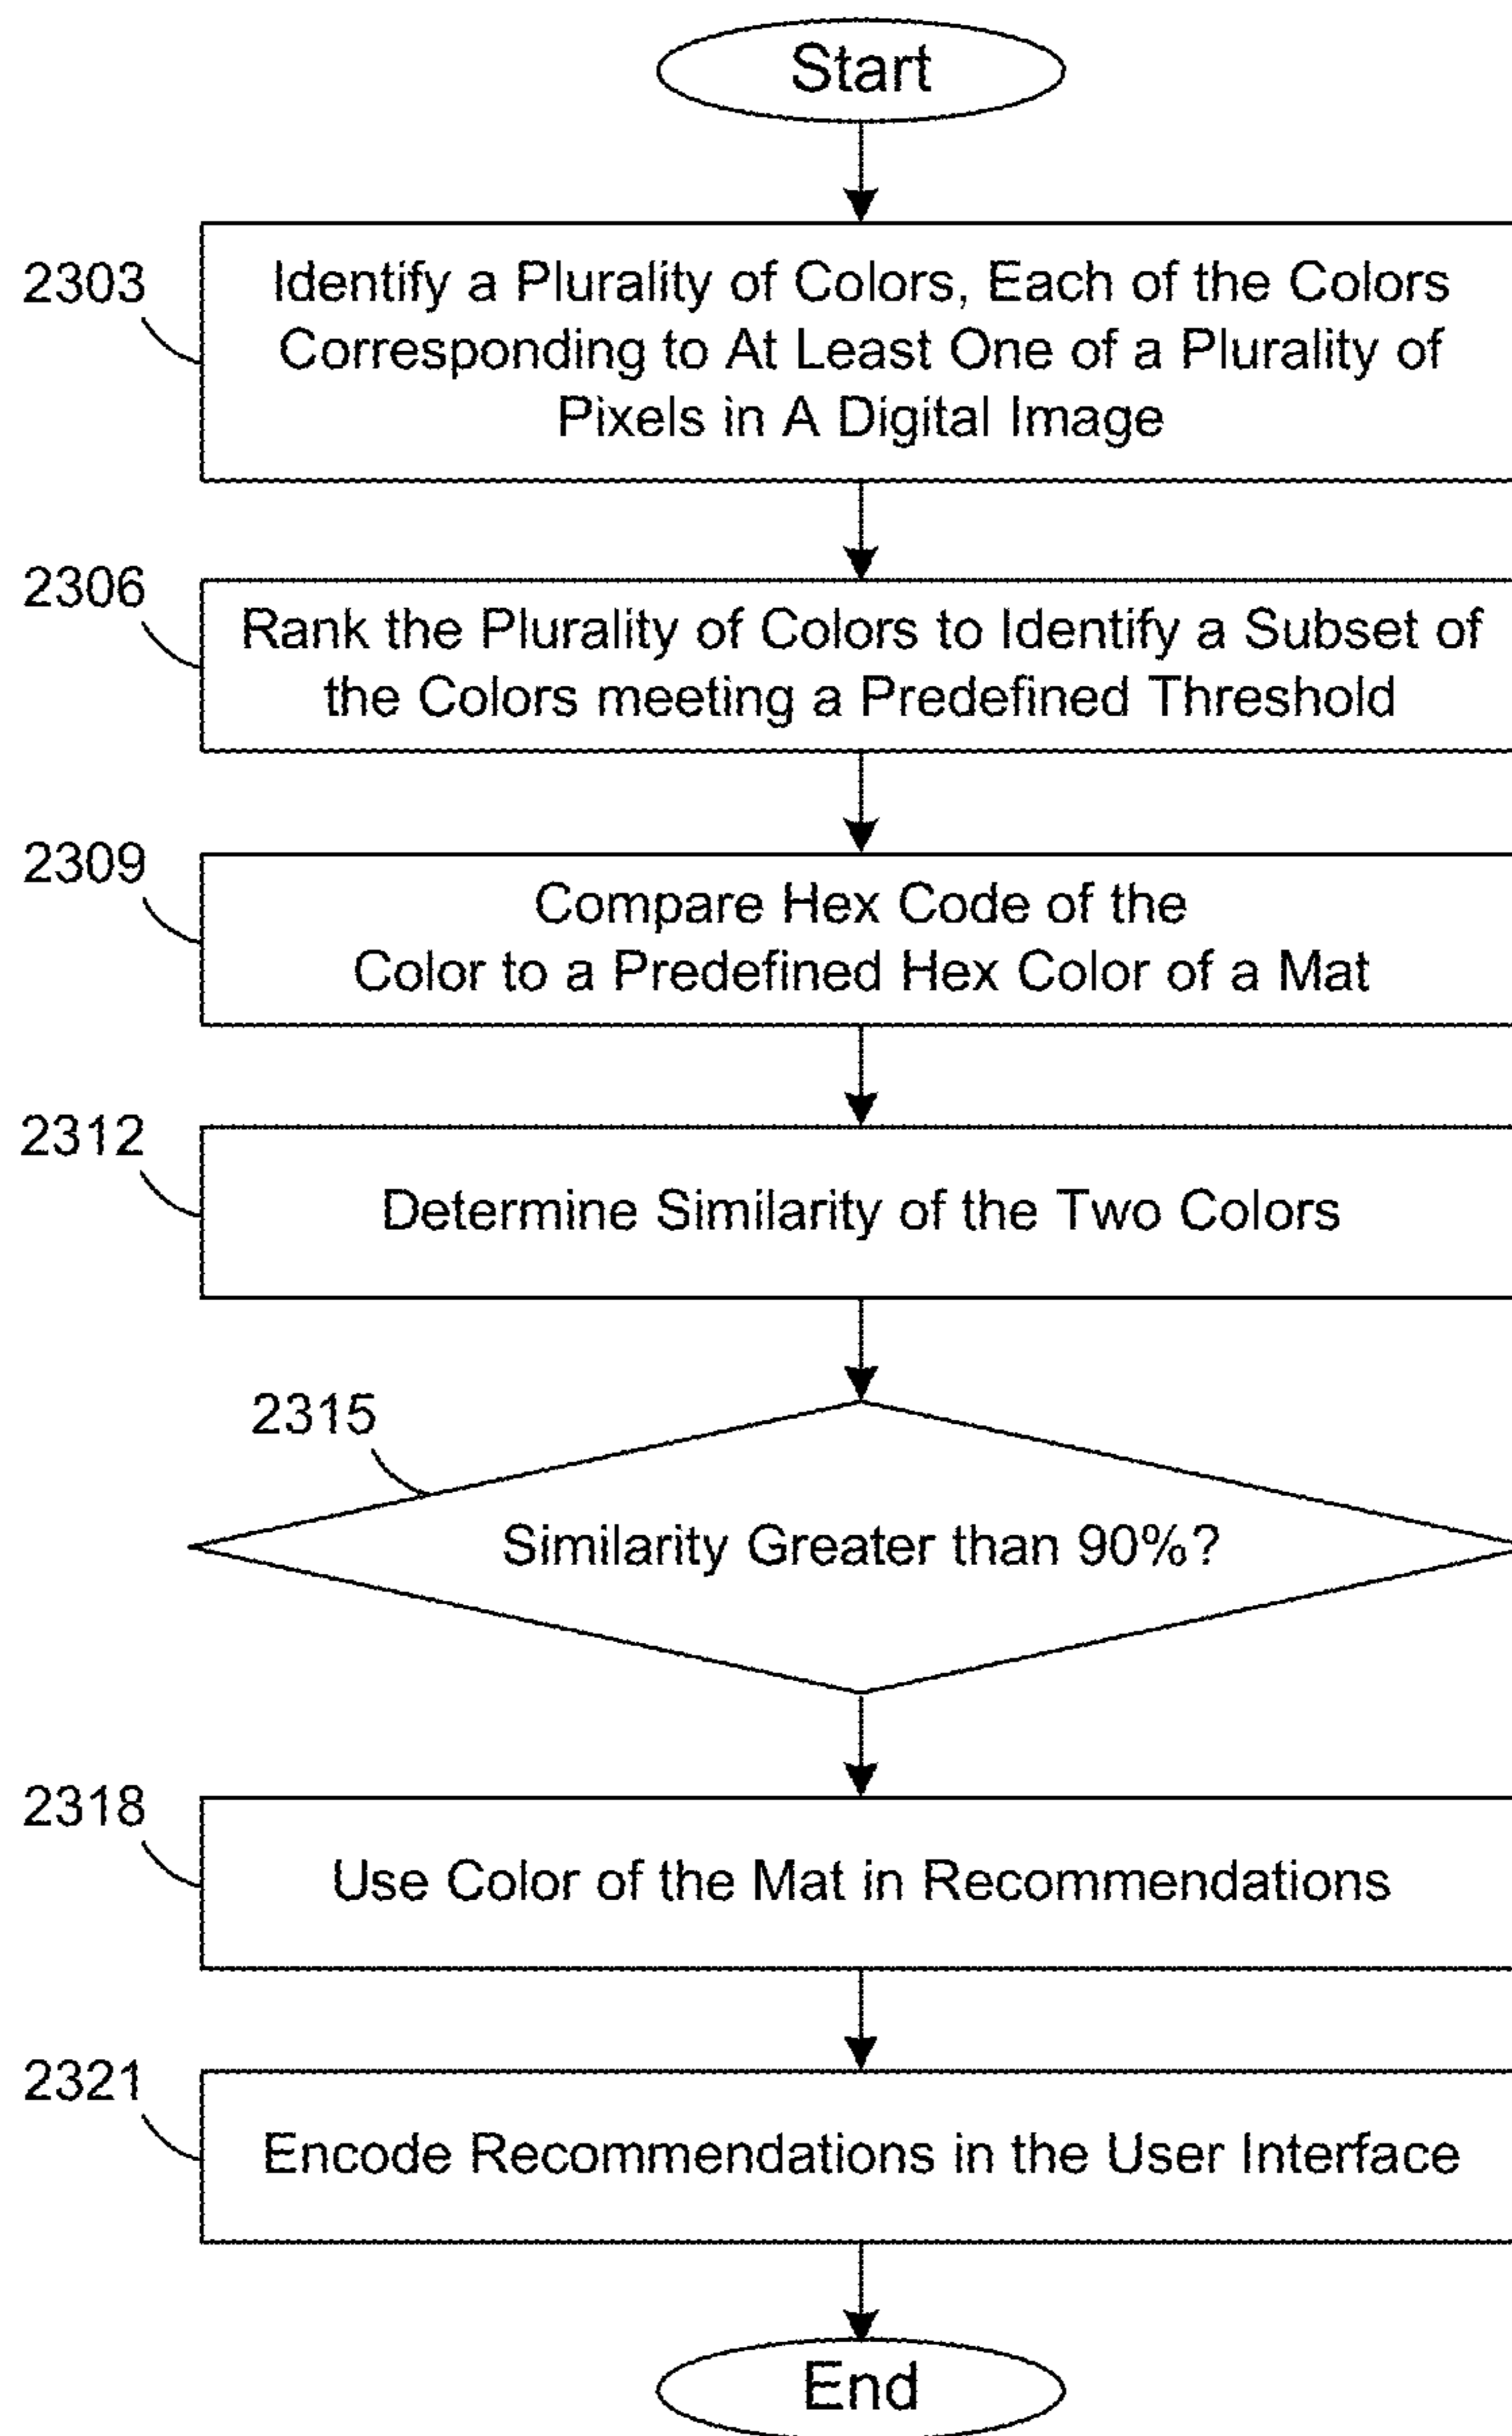 Start
2303
Identify a Plurality of Colors, Each of the Colors
Corresponding to At Least One of a Plurality of
Pixels in A Digital Image
2306
Rank the Plurality of Colors to Identify a Subset of
the Colors meeting a Predefined Threshold
2309
Compare Hex Code of the
Color to a Predefined Hex Color of a Mat
2312
Determine Similarity of the Two Colors
2315
Similarity Greater than 90%?
2318
Use Color of the Mat in Recommendations
2321
Encode Recommendations in the User Interface
End